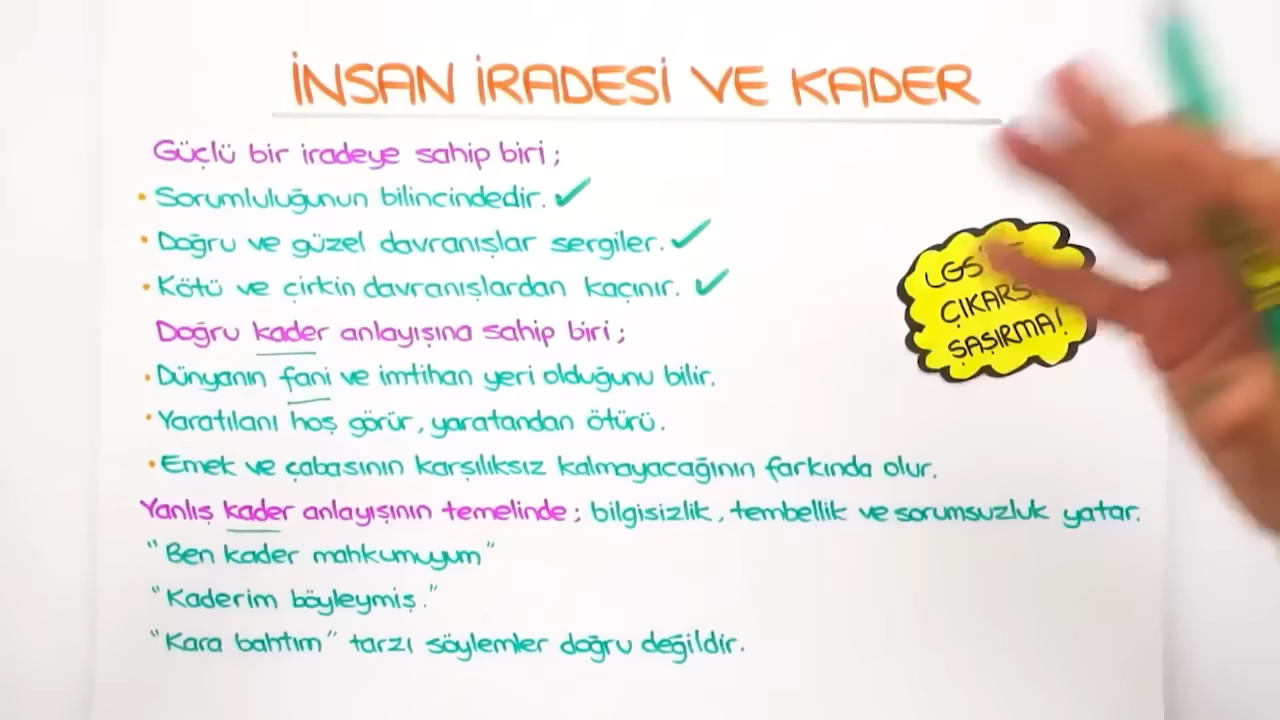 İNSAN İRADESİ VE KADER
Güçlü bir iradeye sahip biri;
• Sorumluluğunun bilincindedir. ✓
• Doğru ve güzel davranışlar sergiler. ✓
• Kötü ve çirkin davranışlardan kaçınır. ✓
Doğru kader anlayışına sahip biri;
• Dünyanın fani ve imtihan yeri olduğunu bilir.
• Yaratılanı hoş görür, yaratandan ötürü.
• Emek ve çabasının karşılıksız kalmayacağının farkında olur.
Yanlış kader anlayışının temelinde; bilgisizlik, tembellik ve sorumsuzluk yatar.
"Ben kader mahkumuyum"
"Kaderim böyleymiş."
"Kara bahtım" tarzı söylemler doğru değildir.
LGS
ŞAŞIRMA!